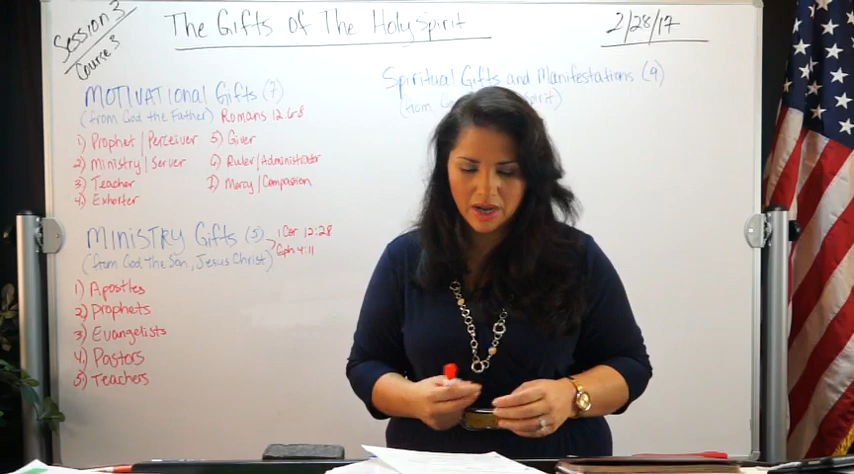 Session 3
Course 3
The Gifts of The Holy Spirit
2/28/17
MOTIVATIONAL Gifts (7)
(from God the Father) Romans 12:6-8
1) Prophet/Perceiver
2) Ministry/Server
3) Teacher
4) Exhorter
5) Giver
6) Ruler/Administrator
7) Mercy/Compassion
MINISTRY Gifts (5)
1 Cor 12:28
Eph 4:11
(from God The Son, Jesus Christ)
1) Apostles
2) Prophets
3) Evangelists
4) Pastors
5) Teachers
Spiritual Gifts and Manifestations (9)
(from